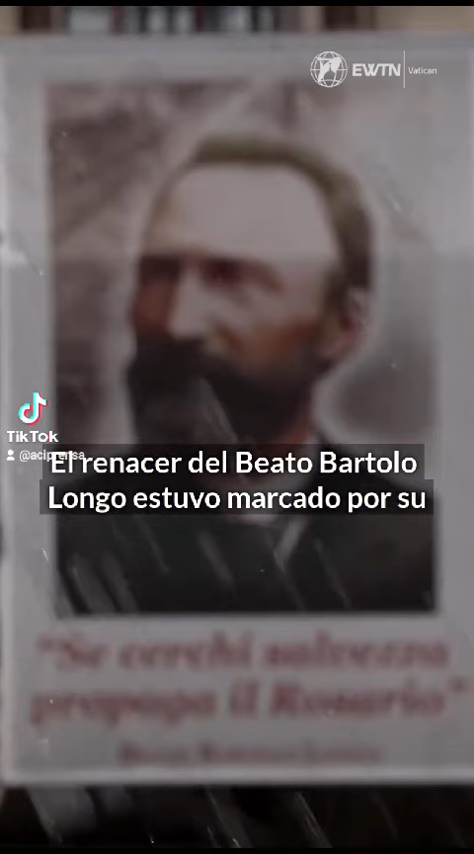 EWTN Vatican
TikTok
@aciprensa
El renacer del Beato Bartolo
Longo estuvo marcado por su
"Se cerchi salvezza
propaga il Rosario"